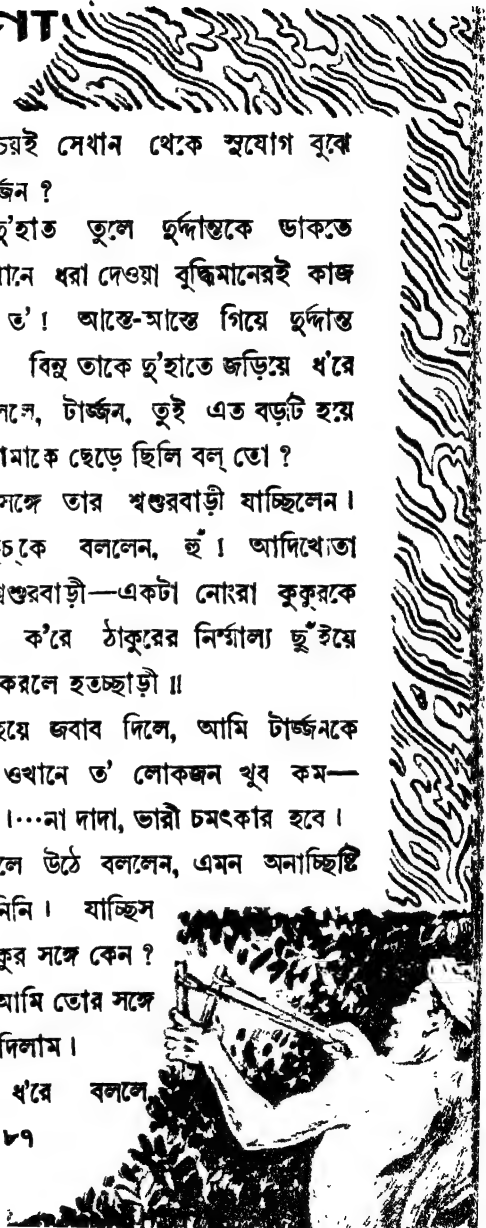 চয়ই সেখান থেকে সুযোগ বুঝে
র্জন ?
দু'হাত তুলে দুর্দ্দান্তকে ডাকতে
ানে ধরা দেওয়া বুদ্ধিমানেরই কাজ
ত' ! আস্তে-আস্তে গিয়ে দুর্দ্দান্ত
বিনু তাকে দু'হাতে জড়িয়ে ধ'রে
ললে, টার্জ্জন, তুই এত বড়টি হয়ে
ামাকে ছেড়ে ছিলি বল্ তো ?
সঙ্গে তার শ্বশুরবাড়ী যাচ্ছিলেন।
চকে বললেন, হুঁ ! আদিখ্যেতা
শ্বশুরবাড়ী—একটা নোংরা কুকুরকে
ক'রে ঠাকুরের নির্ম্মাল্য ছুঁইয়ে
করলে হতচ্ছাড়ী ॥
হয়ে জবাব দিলে, আমি টার্জ্জনকে
ওখানে ত' লোকজন খুব কম—
।···না দাদা, ভারী চমৎকার হবে।
লে উঠে বললেন, এমন অনাচ্ছিষ্টি
নিনি। যাচ্ছিস
কুর সঙ্গে কেন ?
আমি তোর সঙ্গে
দিলাম।
ধ'রে বললে,
৮৭